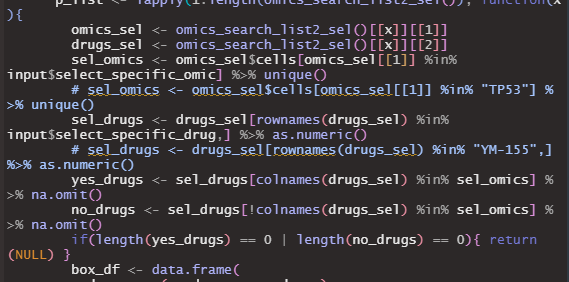 p_list <- lapply(1:length(omics_search_list2_sel()), function(x
){
omics_sel <- omics_search_list2_sel()[[x]][[1]]
drugs_sel <- omics_search_list2_sel()[[x]][[2]]
sel_omics <- omics_sel$cells[omics_sel[[1]] %in%
input$select_specific_omic] %>% unique()
# sel_omics <- omics_sel$cells[omics_sel[[1]] %in% "TP53"] %
>% unique()
sel_drugs <- drugs_sel[rownames(drugs_sel) %in%
input$select_specific_drug,] %>% as.numeric()
# sel_drugs <- drugs_sel[rownames(drugs_sel) %in% "YM-155",]
%>% as.numeric()
yes_drugs <- sel_drugs[colnames(drugs_sel) %in% sel_omics] %
>% na.omit()
no_drugs <- sel_drugs[!colnames(drugs_sel) %in% sel_omics] %
>% na.omit()
if(length(yes_drugs) == 0 | length(no_drugs) == 0){ return
(NULL) }
box_df <- data.frame(